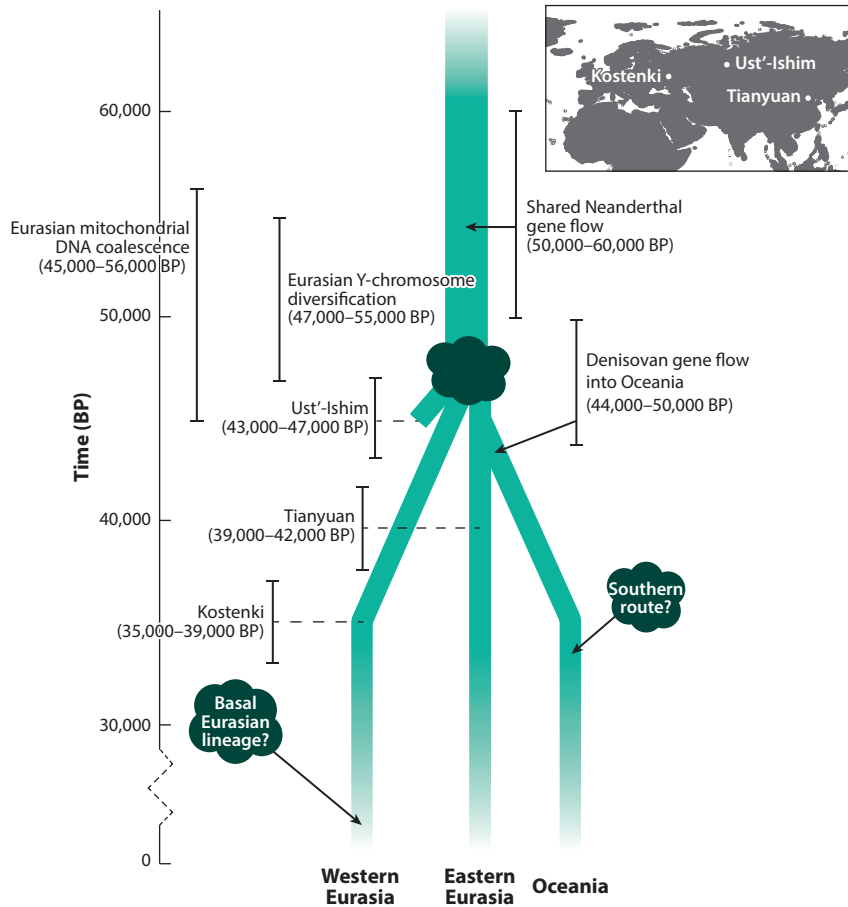 Kostenki
Ust'-Ishim
Tianyuan
60,000
50,000
40,000
30,000
0
Time (BP)
Eurasian mitochondrial
DNA coalescence
(45,000–56,000 BP)
Eurasian Y-chromosome
diversification
(47,000–55,000 BP)
Shared Neanderthal
gene flow
(50,000–60,000 BP)
Denisovan gene flow
into Oceania
(44,000–50,000 BP)
Ust'-Ishim
(43,000–47,000 BP)
Tianyuan
(39,000–42,000 BP)
Kostenki
(35,000–39,000 BP)
Southern
route?
Basal
Eurasian
lineage?
Western
Eurasia
Eastern
Eurasia
Oceania